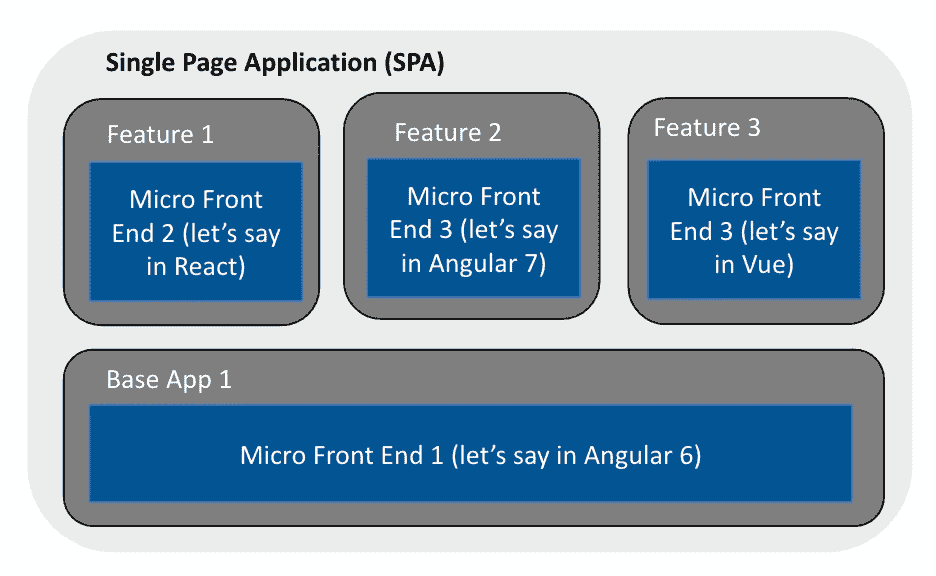 Single Page Application (SPA)
Feature 1
Micro Front
End 2 (let’s say
in React)
Feature 2
Micro Front
End 3 (let’s say
in Angular 7)
Feature 3
Micro Front
End 3 (let’s say
in Vue)
Base App 1
Micro Front End 1 (let’s say in Angular 6)